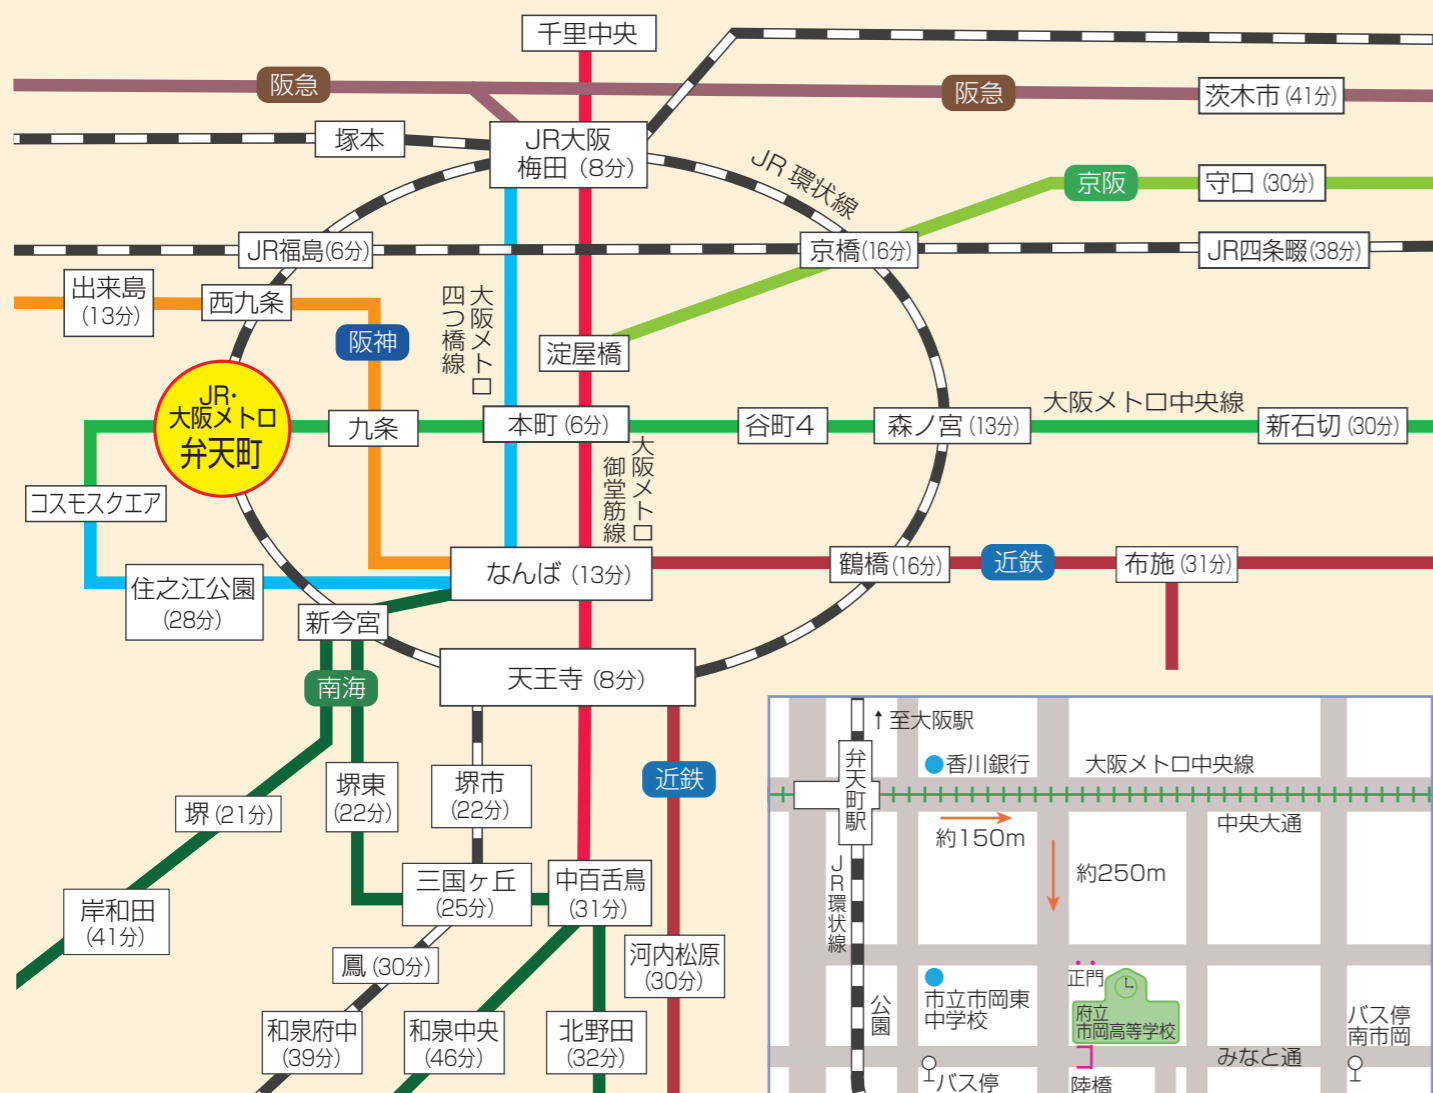 千里中央
阪急
阪急
茨木市(41分)
塚本
JR大阪
梅田(8分)
JR環状線
京阪
守口(30分)
JR福島(6分)
京橋(16分)
JR四条畷(38分)
出来島
(13分)
西九条
阪神
大阪メトロ
四つ橋線
淀屋橋
JR・
大阪メトロ
弁天町
九条
本町(6分)
谷町4
森ノ宮(13分)
大阪メトロ中央線
新石切(30分)
大阪メトロ
御堂筋線
コスモスクエア
なんば(13分)
鶴橋(16分)
近鉄
布施(31分)
住之江公園
(28分)
新今宮
南海
天王寺(8分)
堺(21分)
堺東
(22分)
堺市
(22分)
近鉄
岸和田
(41分)
三国ヶ丘
(25分)
中百舌鳥
(31分)
鳳(30分)
河内松原
(30分)
和泉府中
(39分)
和泉中央
(46分)
北野田
(32分)
↑至大阪駅
弁天町駅
香川銀行
大阪メトロ中央線
約150m
中央大通
約250m
JR環状線
正門
公園
市立市岡東
中学校
府立
市岡高等学校
バス停
南市岡
みなと通
バス停
陸橋